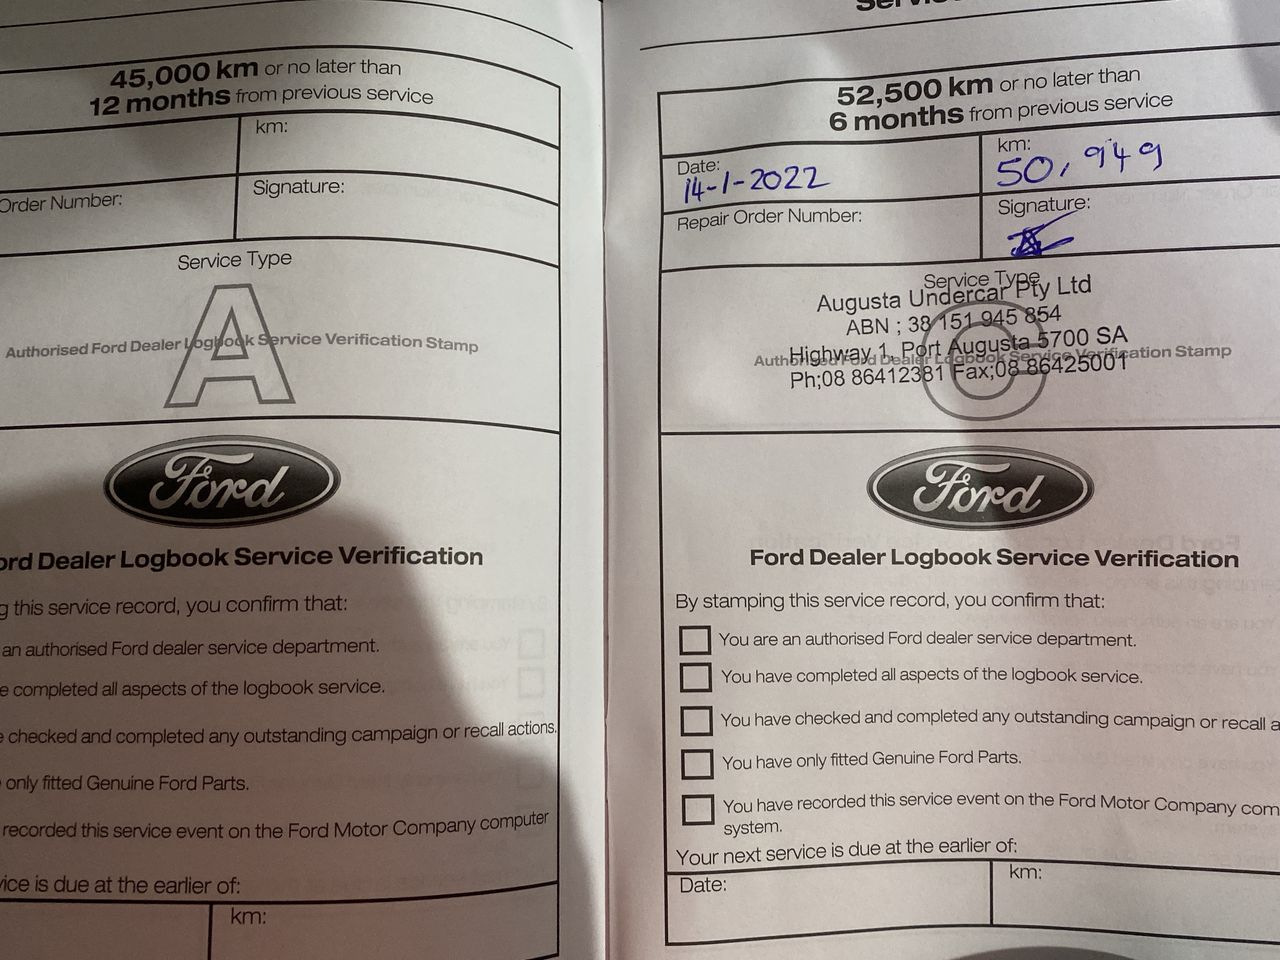 45,000 km or no later than
12 months from previous service
km:
Order Number:
Signature:
Service Type
A
Authorised Ford Dealer Logbook Service Verification Stamp
Ford
ord Dealer Logbook Service Verification
g this service record, you confirm that:
an authorised Ford dealer service department.
e completed all aspects of the logbook service.
e checked and completed any outstanding campaign or recall actions.
only fitted Genuine Ford Parts.
recorded this service event on the Ford Motor Company computer
vice is due at the earlier of:
km:
52,500 km or no later than
6 months from previous service
Date:
14-1-2022
km:
50,949
Repair Order Number:
Signature:
Service Type
Augusta Undercar Pty Ltd
ABN ; 38 151 945 854
Highway 1, Port Augusta 5700 SA
Authorised Ford Dealer Logbook Service Verification Stamp
Ph;08 86412381 Fax;08 86425001
C
Ford
Ford Dealer Logbook Service Verification
By stamping this service record, you confirm that:
You are an authorised Ford dealer service department.
You have completed all aspects of the logbook service.
You have checked and completed any outstanding campaign or recall a
You have only fitted Genuine Ford Parts.
You have recorded this service event on the Ford Motor Company com
system.
Your next service is due at the earlier of:
Date:
km: